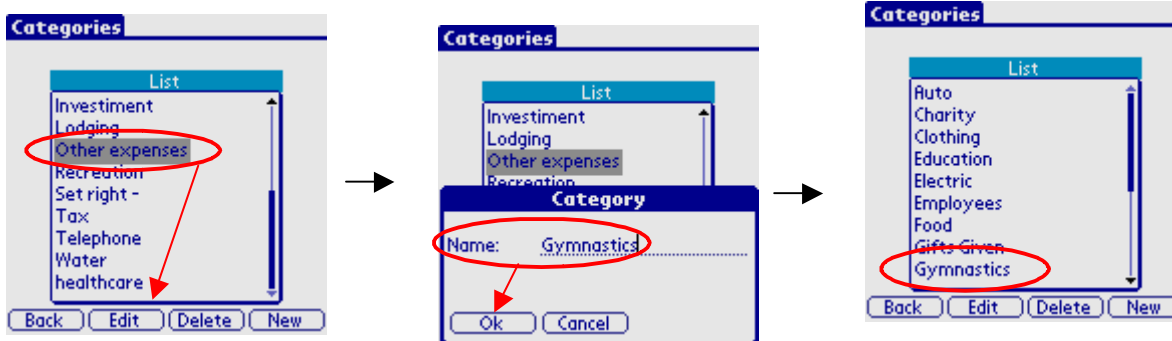 Categories
List
Investiment
Lodging
Other expenses
Recreation
Set right -
Tax
Telephone
Water
healthcare
Back Edit Delete New
Categories
List
Investiment
Lodging
Other expenses
Recreation
Category
Name: Gymnastics
Ok Cancel
Categories
List
Auto
Charity
Clothing
Education
Electric
Employees
Food
Gifts Given
Gymnastics
Back Edit Delete New